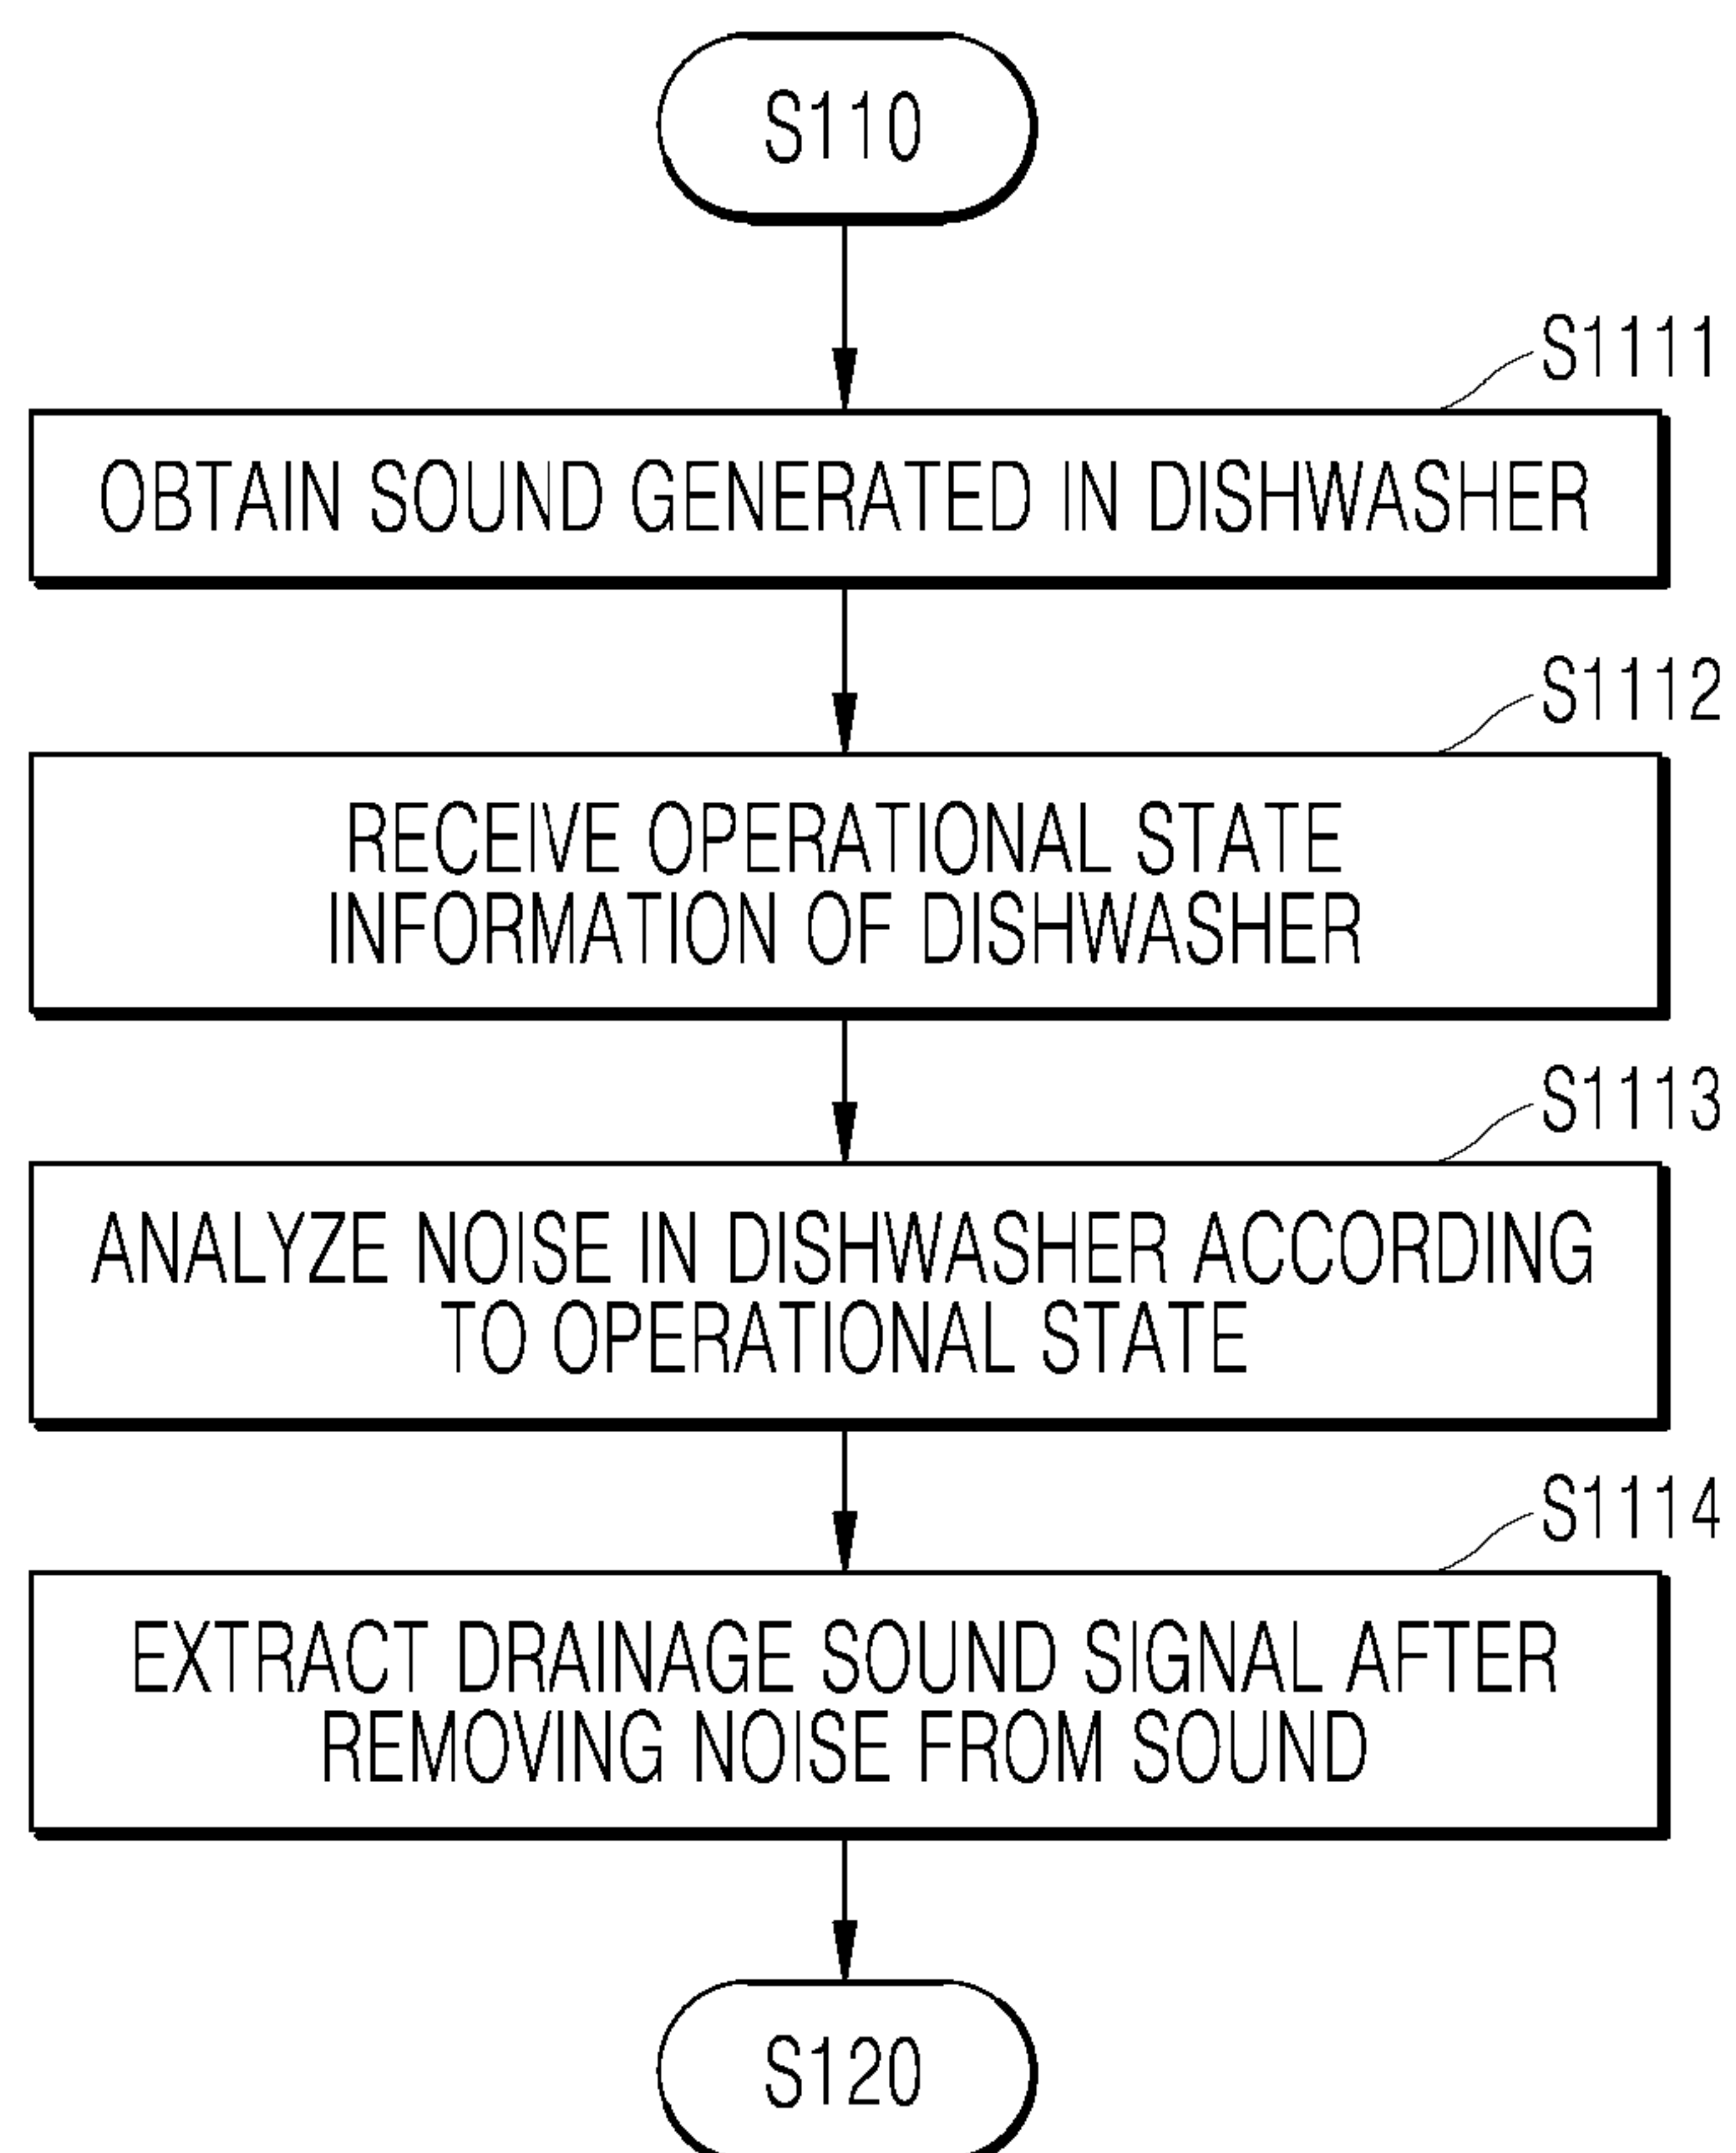 S110
S1111
OBTAIN SOUND GENERATED IN DISHWASHER
S1112
RECEIVE OPERATIONAL STATE
INFORMATION OF DISHWASHER
S1113
ANALYZE NOISE IN DISHWASHER ACCORDING
TO OPERATIONAL STATE
S1114
EXTRACT DRAINAGE SOUND SIGNAL AFTER
REMOVING NOISE FROM SOUND
S120